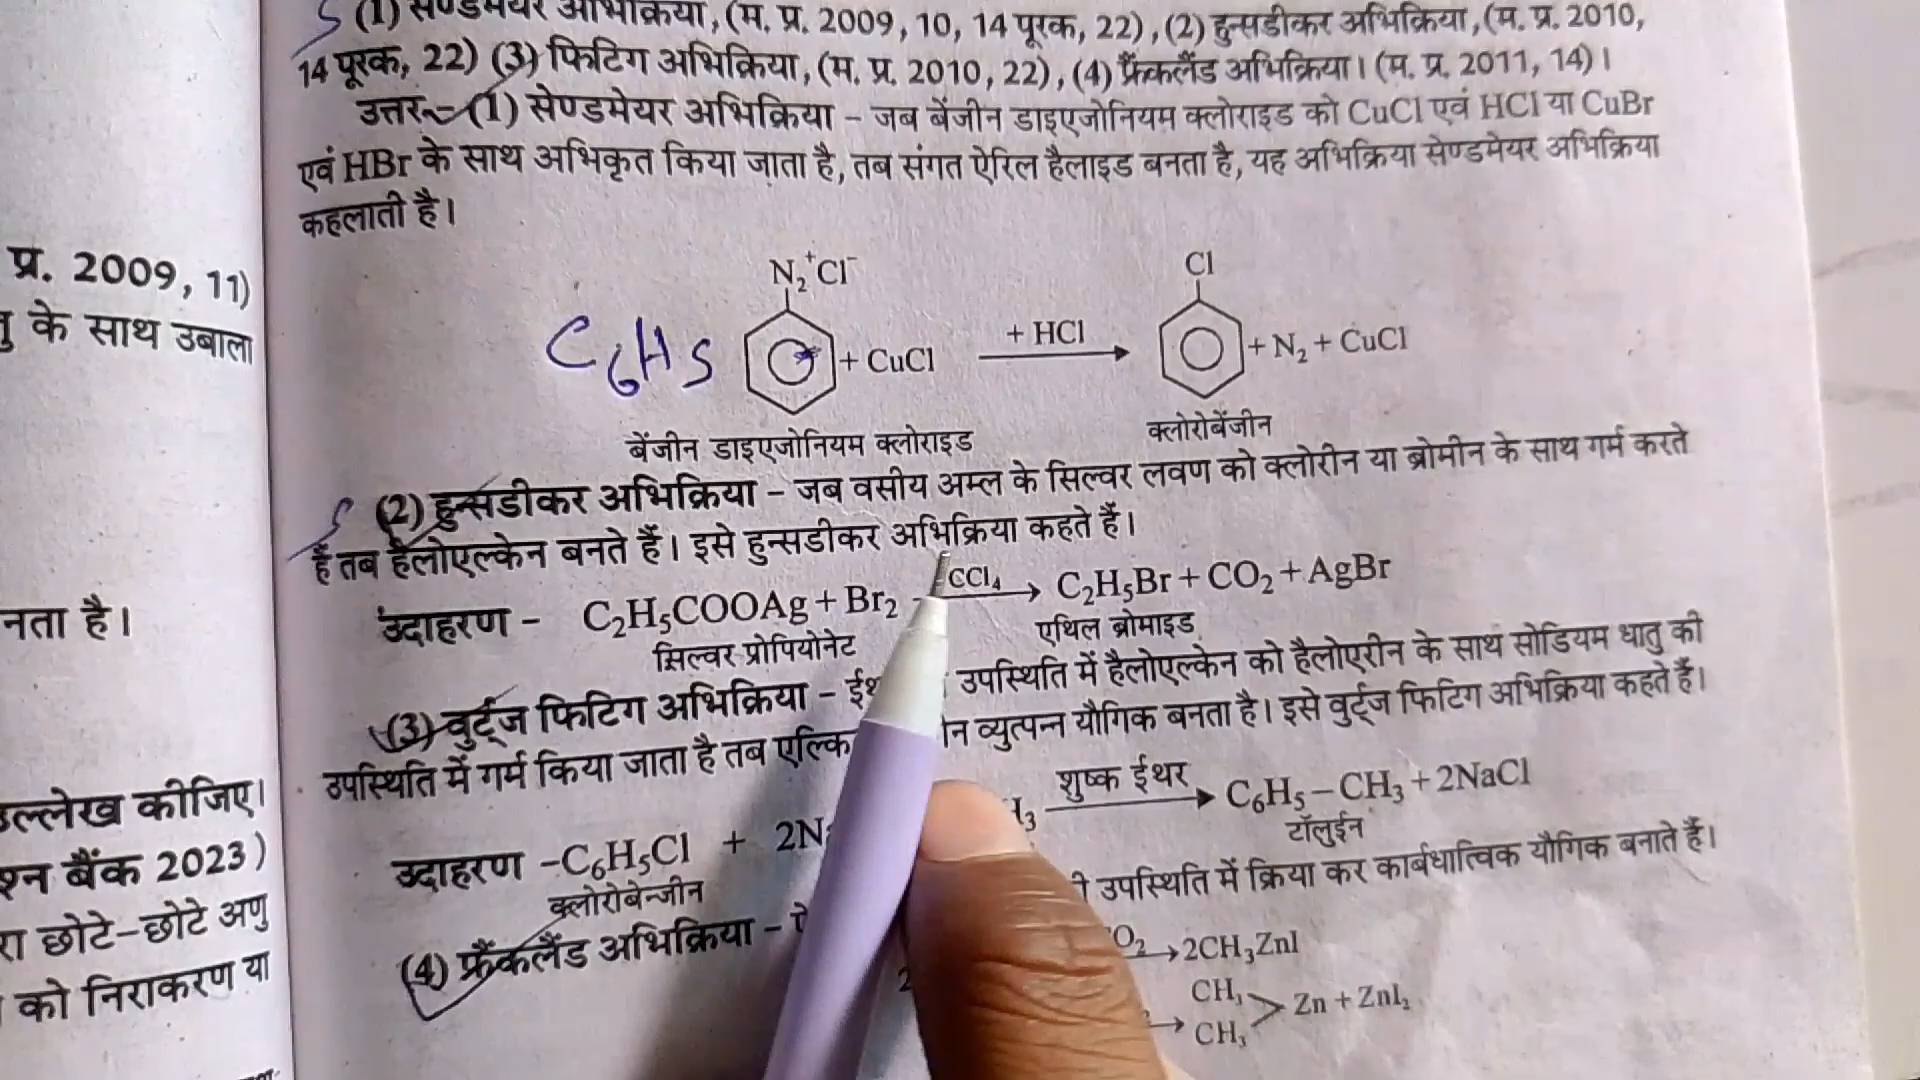 (1) सेण्डमेयर अभिक्रिया, (म. प्र. 2009, 10, 14 पूरक, 22), (2) हुन्सडीकर अभिक्रिया, (म. प्र. 2010,
14 पूरक, 22) (3) फिटिग अभिक्रिया, (म. प्र. 2010, 22), (4) फ्रैंकलैंड अभिक्रिया। (म. प्र. 2011, 14)।
उत्तर– (1) सेण्डमेयर अभिक्रिया – जब बेंजीन डाइएजोनियम क्लोराइड को CuCl एवं HCl या CuBr
एवं HBr के साथ अभिकृत किया जाता है, तब संगत ऐरिल हैलाइड बनता है, यह अभिक्रिया सेण्डमेयर अभिक्रिया
कहलाती है।
N₂⁺Cl⁻
Cl
C6H5 + CuCl + HCl + N₂ + CuCl
बेंजीन डाइएजोनियम क्लोराइड क्लोरोबेंजीन
(2) हुन्सडीकर अभिक्रिया – जब वसीय अम्ल के सिल्वर लवण को क्लोरीन या ब्रोमीन के साथ गर्म करते
हैं तब हैलोएल्केन बनते हैं। इसे हुन्सडीकर अभिक्रिया कहते हैं।
उदाहरण – C₂H₅COOAg + Br₂ CCl₄ → C₂H₅Br + CO₂ + AgBr
सिल्वर प्रोपियोनेट एथिल ब्रोमाइड
(3) वुर्ट्ज फिटिग अभिक्रिया – उपस्थिति में हैलोएल्केन को हैलोएरीन के साथ सोडियम धातु की
उपस्थिति में गर्म किया जाता है तब व्युत्पन्न यौगिक बनता है। इसे वुर्ट्ज फिटिग अभिक्रिया कहते हैं।
उदाहरण –C₆H₅Cl + शुष्क ईथर → C₆H₅–CH₃ + 2NaCl
क्लोरोबेन्जीन टॉलुईन
(4) फ्रैंकलैंड अभिक्रिया – उपस्थिति में क्रिया कर कार्बधात्विक यौगिक बनाते हैं।
→ 2CH₃ZnI
→ CH₃ CH₃ > Zn + ZnI₂
प्र. 2009, 11)
के साथ उबाला
नता है।
उल्लेख कीजिए।
श्न बैंक 2023)
रा छोटे–छोटे अणु
को निराकरण या